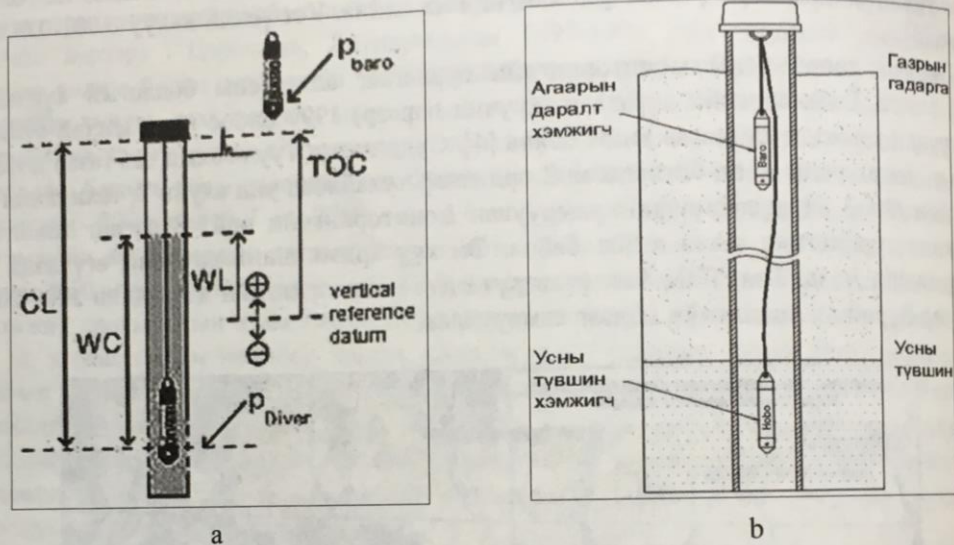 p
baro
TOC
CL
WC
WL
⊕
⊖
vertical
reference
datum
p
Diver
a
Агаарын
даралт
хэмжигч
Baro
Газрын
гадарга
Усны
түвшин
хэмжигч
Hobo
Усны
түвшин
b